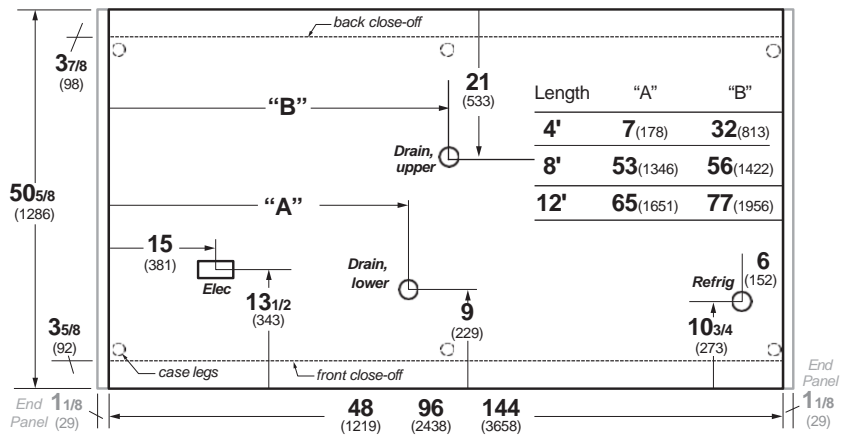 back close-off
3 7/8
(98)
21
(533)
"B"
Length "A" "B"
4' 7(178) 32(813)
8' 53(1346) 56(1422)
12' 65(1651) 77(1956)
Drain,
upper
50 5/8
(1286)
"A"
15
(381)
Elec
Drain,
lower
6
(152)
Refrig
13 1/2
(343)
9
(229)
10 3/4
(273)
3 5/8
(92)
case legs
front close-off
End
Panel
1 1/8
(29)
48
(1219)
96
(2438)
144
(3658)
End
Panel
1 1/8
(29)